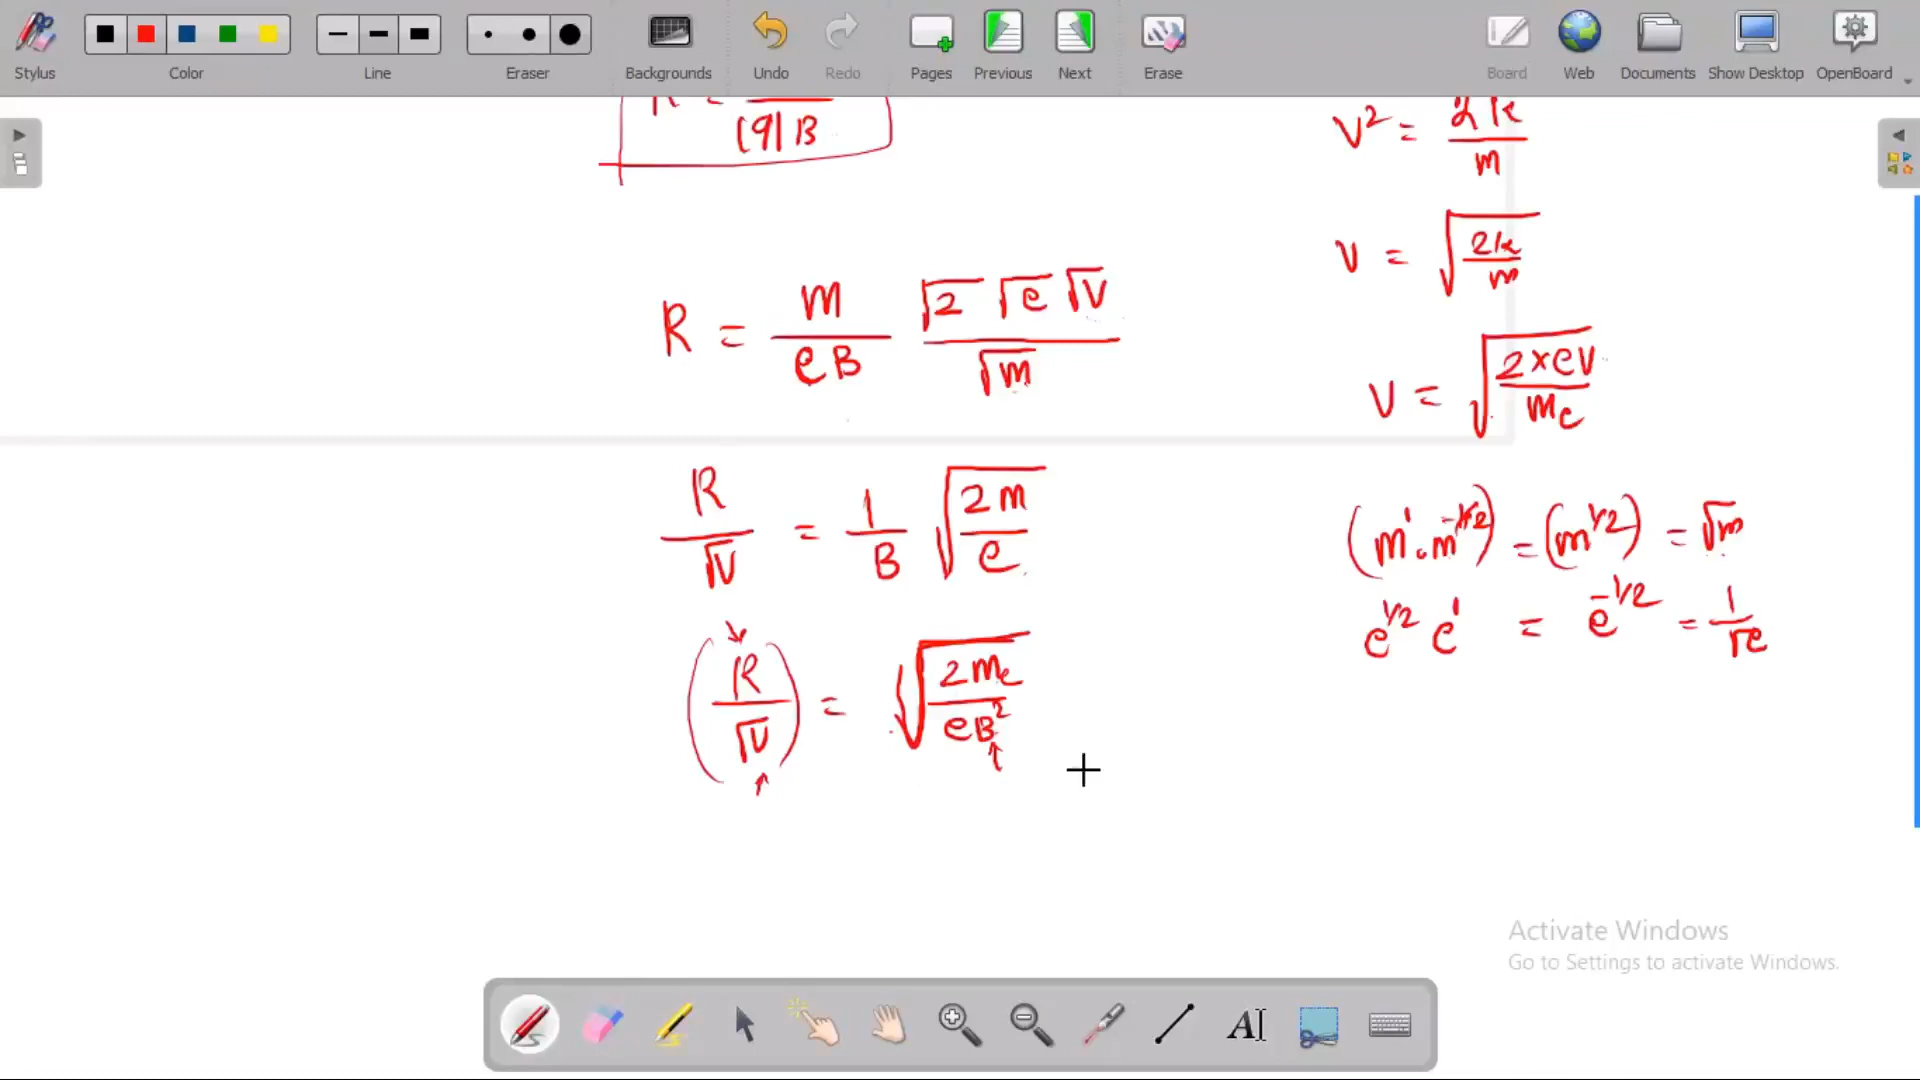 Stylus Color Line Eraser Backgrounds Undo Redo Pages Previous Next Erase Board Web Documents Show Desktop OpenBoard
R = / |q|B
V² = 2K/m
V = √(2K/m)
R = m/eB √2 √e √V/√m
V = √(2×eV/me)
R/√V = 1/B √(2m/e)
(m¹·m^-1/2) = (m^1/2) = √m
e^1/2 e¹ = e^-1/2 = 1/√e
(R/√V) = √(2me/eB²)
Activate Windows
Go to Settings to activate Windows.